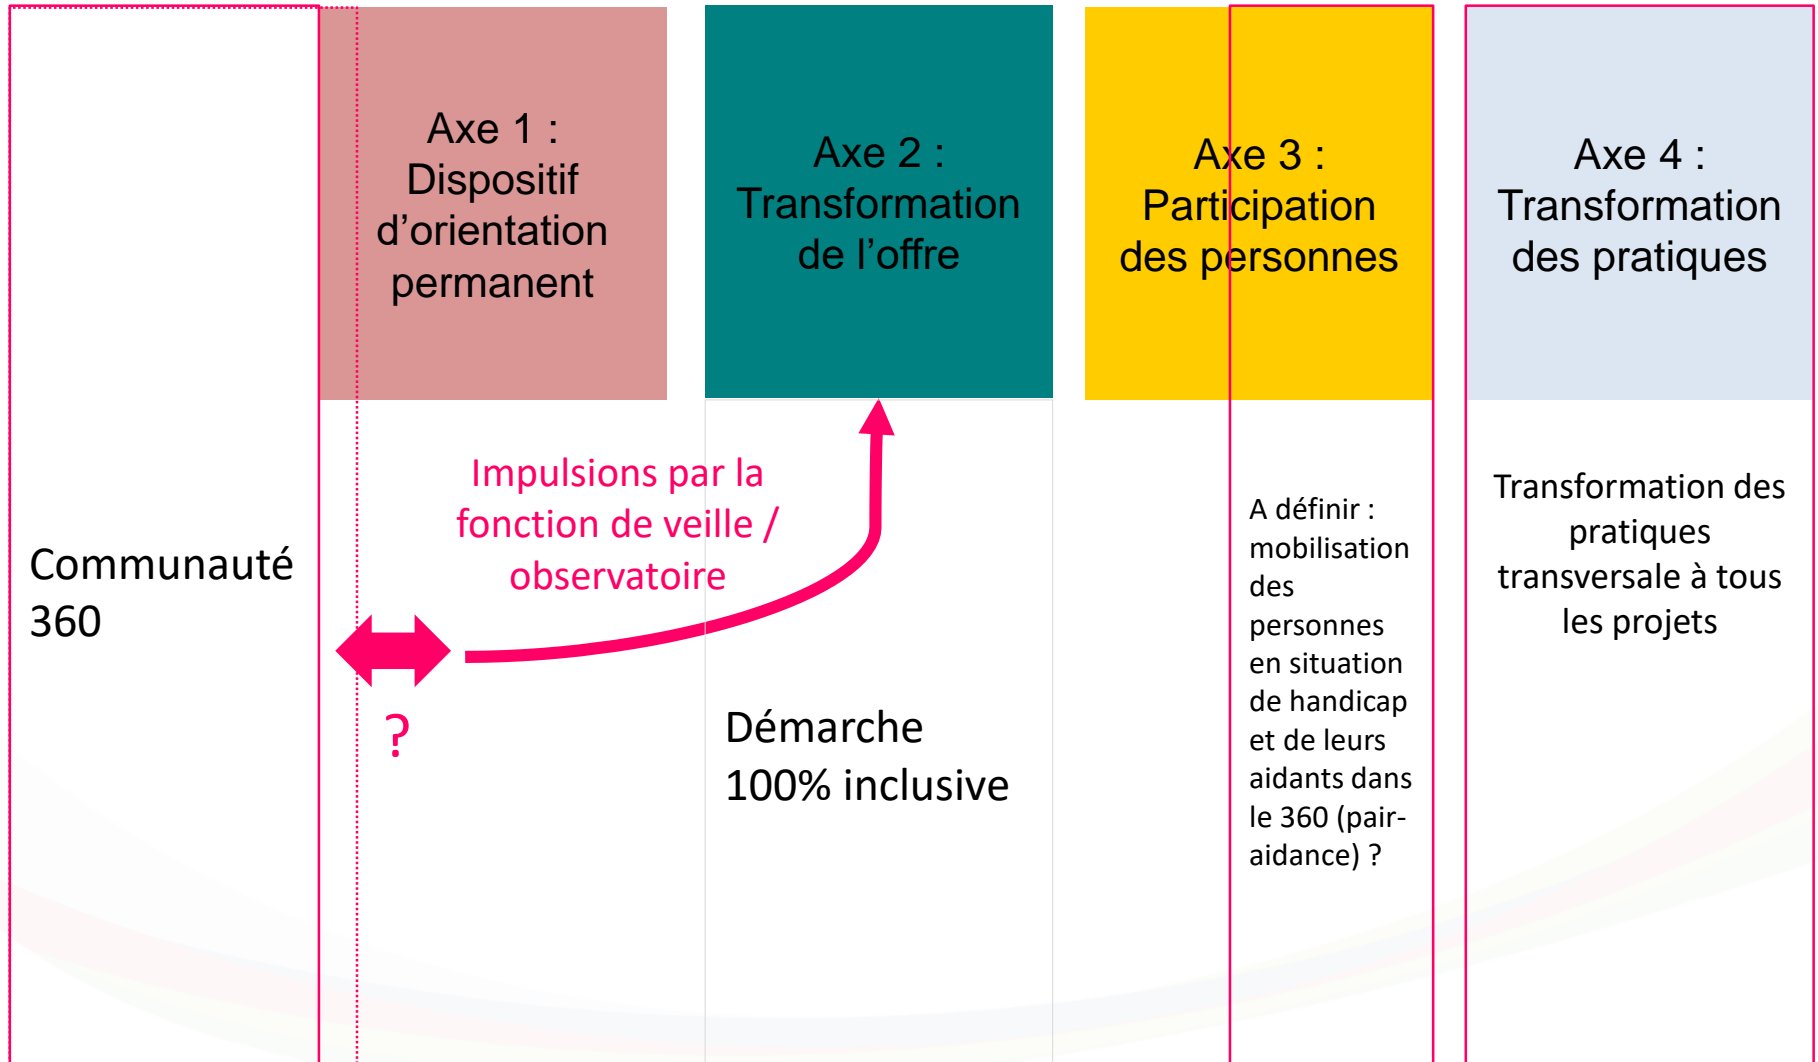 Axe 1 :
Dispositif
d’orientation
permanent
Axe 2 :
Transformation
de l’offre
Axe 3 :
Participation
des personnes
Axe 4 :
Transformation
des pratiques
Communauté
360
Impulsions par la
fonction de veille /
observatoire
?
Démarche
100% inclusive
A définir :
mobilisation
des
personnes
en situation
de handicap
et de leurs
aidants dans
le 360 (pair-
aidance) ?
Transformation des
pratiques
transversale à tous
les projets